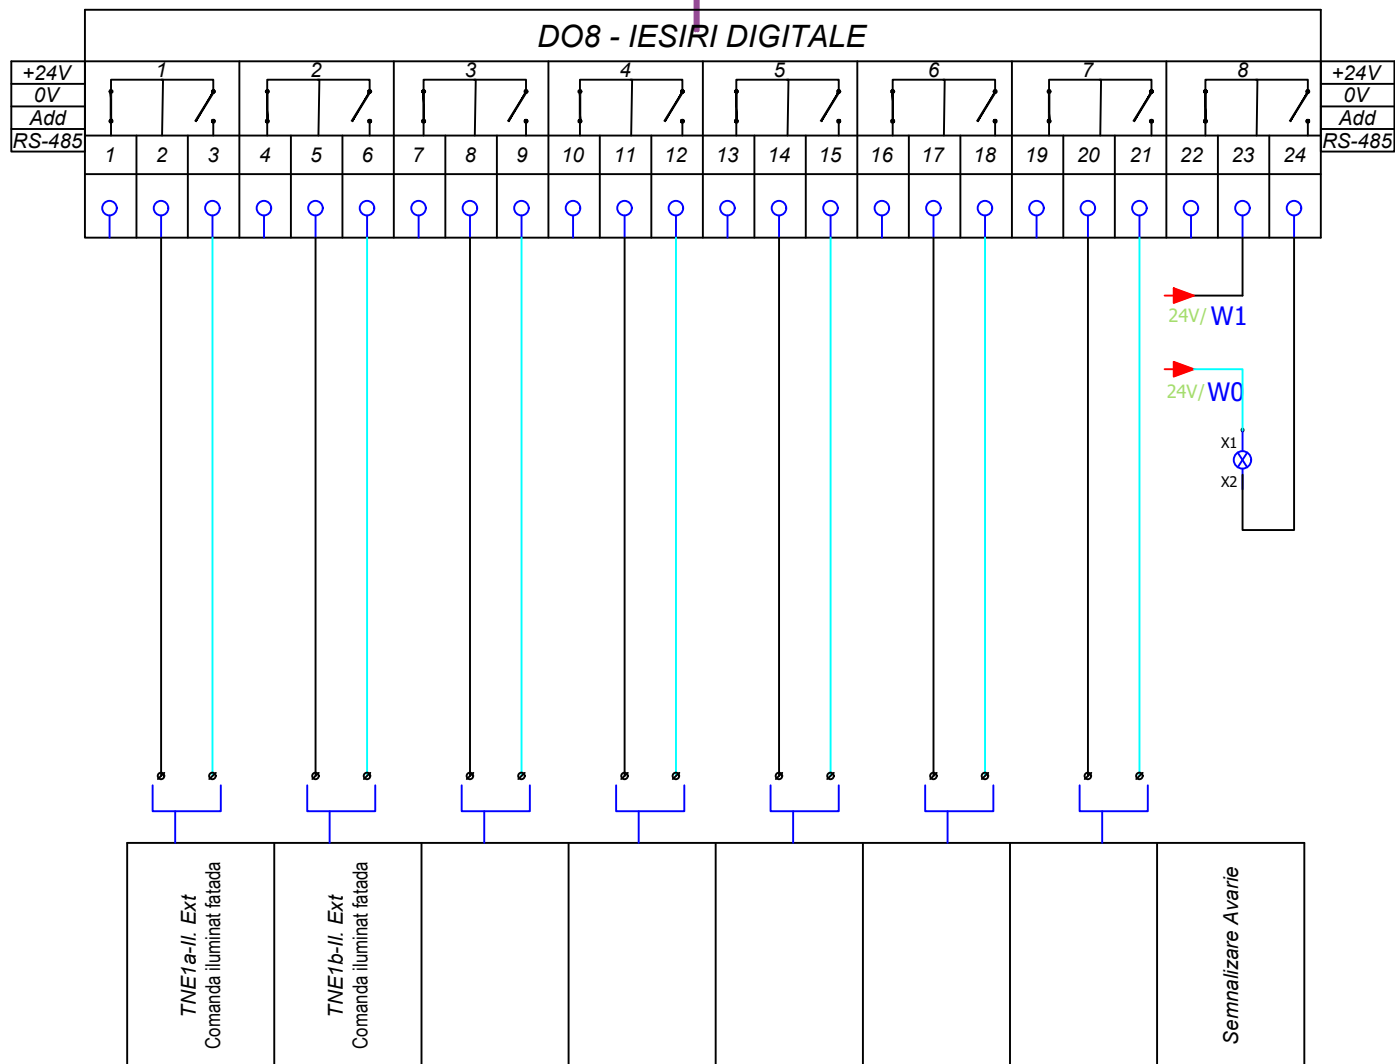 DO8 - IESIRI DIGITALE
+24V 1 2 3 4 5 6 7 8 +24V
0V 0V
Add Add
RS-485 RS-485
1 2 3 4 5 6 7 8 9 10 11 12 13 14 15 16 17 18 19 20 21 22 23 24
24V/ W1
24V/ W0
X1
X2
TNE1a-Il. Ext
Comanda iluminat fatada
TNE1b-Il. Ext
Comanda iluminat fatada
Semnalizare Avarie